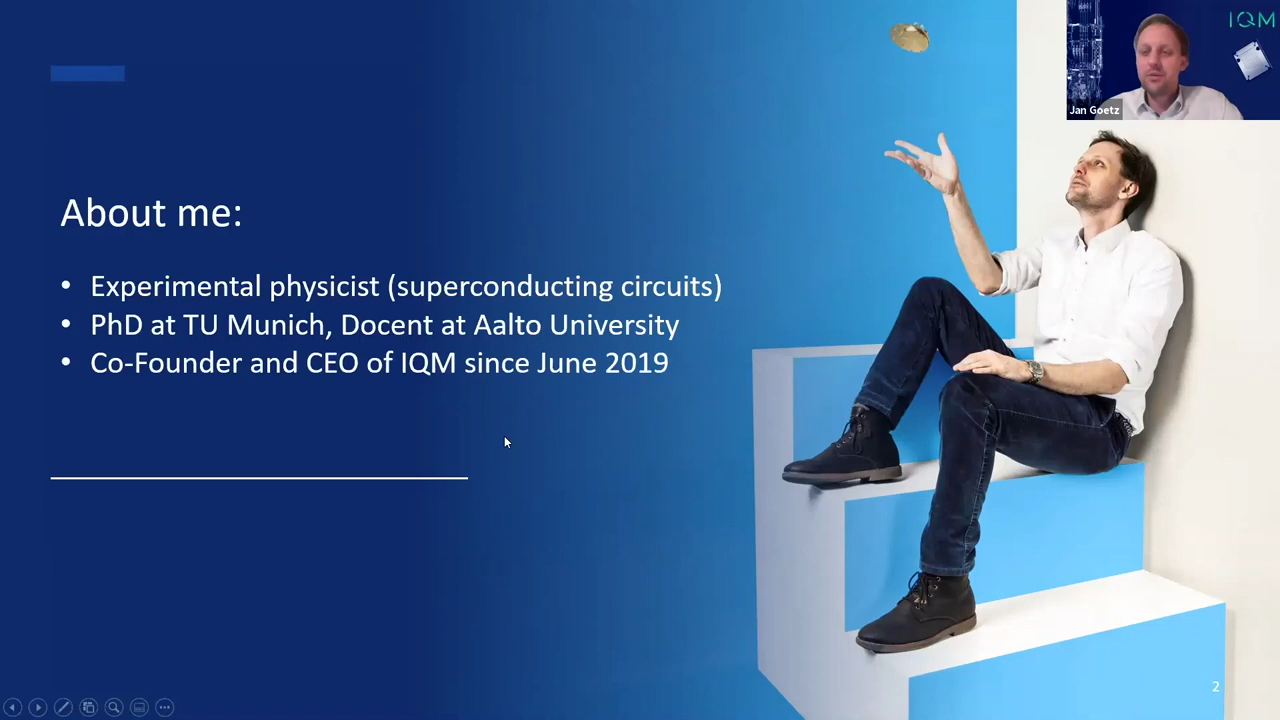 IQM
Jan Goetz
About me:
• Experimental physicist (superconducting circuits)
• PhD at TU Munich, Docent at Aalto University
• Co-Founder and CEO of IQM since June 2019
2